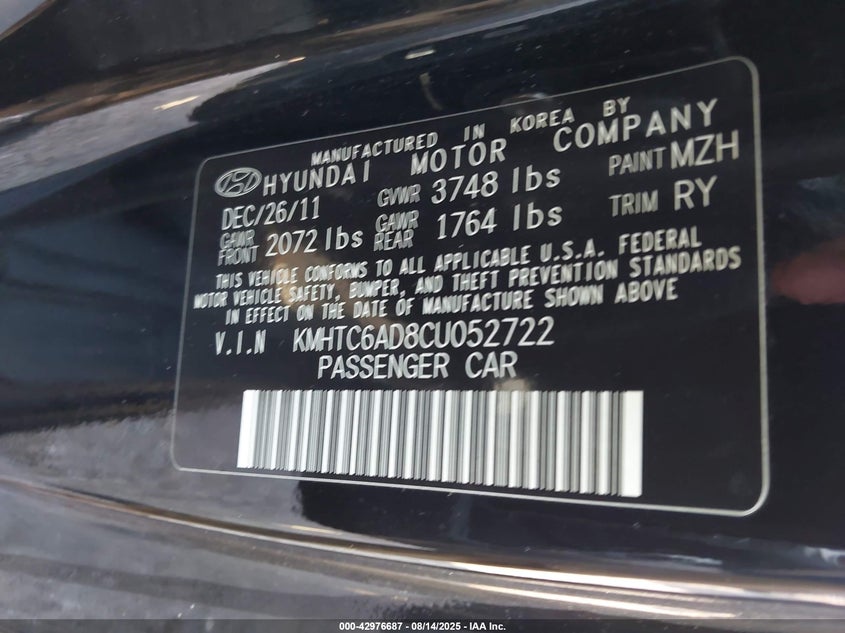 MANUFACTURED IN KOREA BY
HYUNDAI MOTOR COMPANY
DEC/26/11 GVWR 3748 lbs PAINT MZH
GAWR FRONT 2072 lbs GAWR REAR 1764 lbs TRIM RY
THIS VEHICLE CONFORMS TO ALL APPLICABLE U.S.A. FEDERAL
MOTOR VEHICLE SAFETY, BUMPER, AND THEFT PREVENTION STANDARDS
IN EFFECT ON THE DATE OF MANUFACTURE SHOWN ABOVE
V.I.N KMHTC6AD8CU052722
PASSENGER CAR
000-42976687 - 08/14/2025 - IAA Inc.